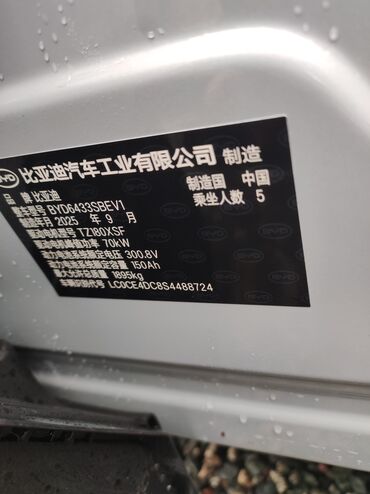 比亚迪汽车工业有限公司 制造
品 牌 比亚迪
制造国 中国
整车型号 BYD6433SBEV1
乘坐人数 5
制造年月 2025 年 9 月
驱动电机型号 TZ180XSF
驱动电机峰值功率 70kW
动力电池系统额定电压 300.8V
动力电池系统额定容量 150Ah
最大允许总质量 1895kg
车辆识别代号 LC0CE4DC8S4488724